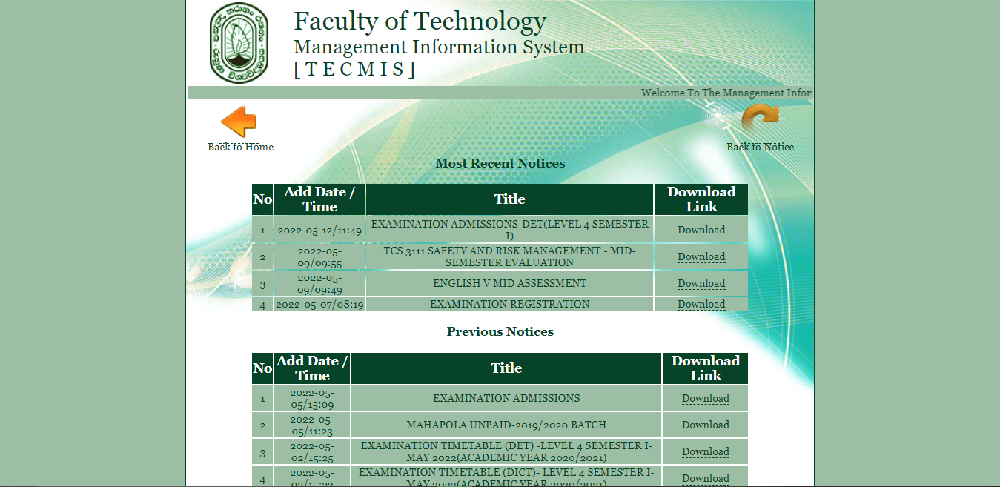 Faculty of Technology
Management Information System
[ T E C M I S ]
Welcome To The Management
Back to Home
Back to Notice
Most Recent Notices
No
Add Date /
Time
Title
Download
Link
1
2022-05-12/11:49
EXAMINATION ADMISSIONS-DET(LEVEL 4 SEMESTER
I)
Download
2
2022-05-
09/09:55
TCS 3111 SAFETY AND RISK MANAGEMENT - MID-
SEMESTER EVALUATION
Download
3
2022-05-
09/09:49
ENGLISH V MID ASSESSMENT
Download
4
2022-05-07/08:19
EXAMINATION REGISTRATION
Download
Previous Notices
No
Add Date /
Time
Title
Download
Link
1
2022-05-
05/15:09
EXAMINATION ADMISSIONS
Download
2
2022-05-
05/11:23
MAHAPOLA UNPAID-2019/2020 BATCH
Download
3
2022-05-
02/15:25
EXAMINATION TIMETABLE (DET) -LEVEL 4 SEMESTER I-
MAY 2022(ACADEMIC YEAR 2020/2021)
Download
4
2022-05-
02/15:22
EXAMINATION TIMETABLE (DICT)- LEVEL 4 SEMESTER I-
MAY 2022(ACADEMIC YEAR 2020/2021)
Download